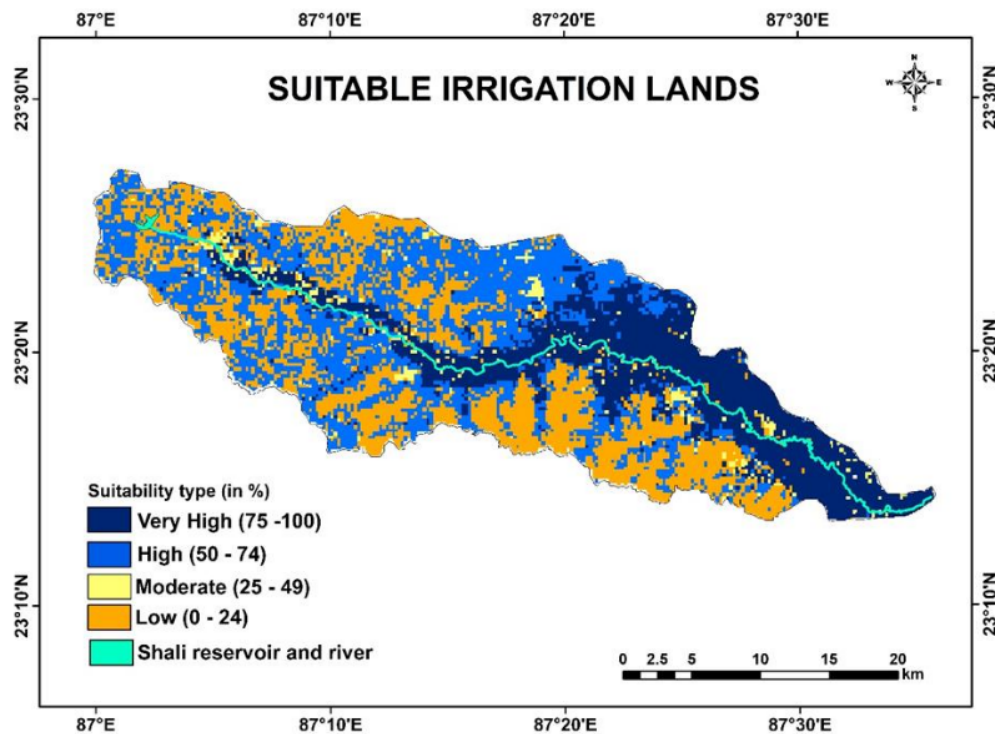 87°E 87°10'E 87°20'E 87°30'E
SUITABLE IRRIGATION LANDS
N
W E
S
23°30'N 23°30'N
23°20'N 23°20'N
23°10'N 23°10'N
Suitability type (in %)
Very High (75 -100)
High (50 - 74)
Moderate (25 - 49)
Low (0 - 24)
Shali reservoir and river
0 2.5 5 10 15 20
km
87°E 87°10'E 87°20'E 87°30'E